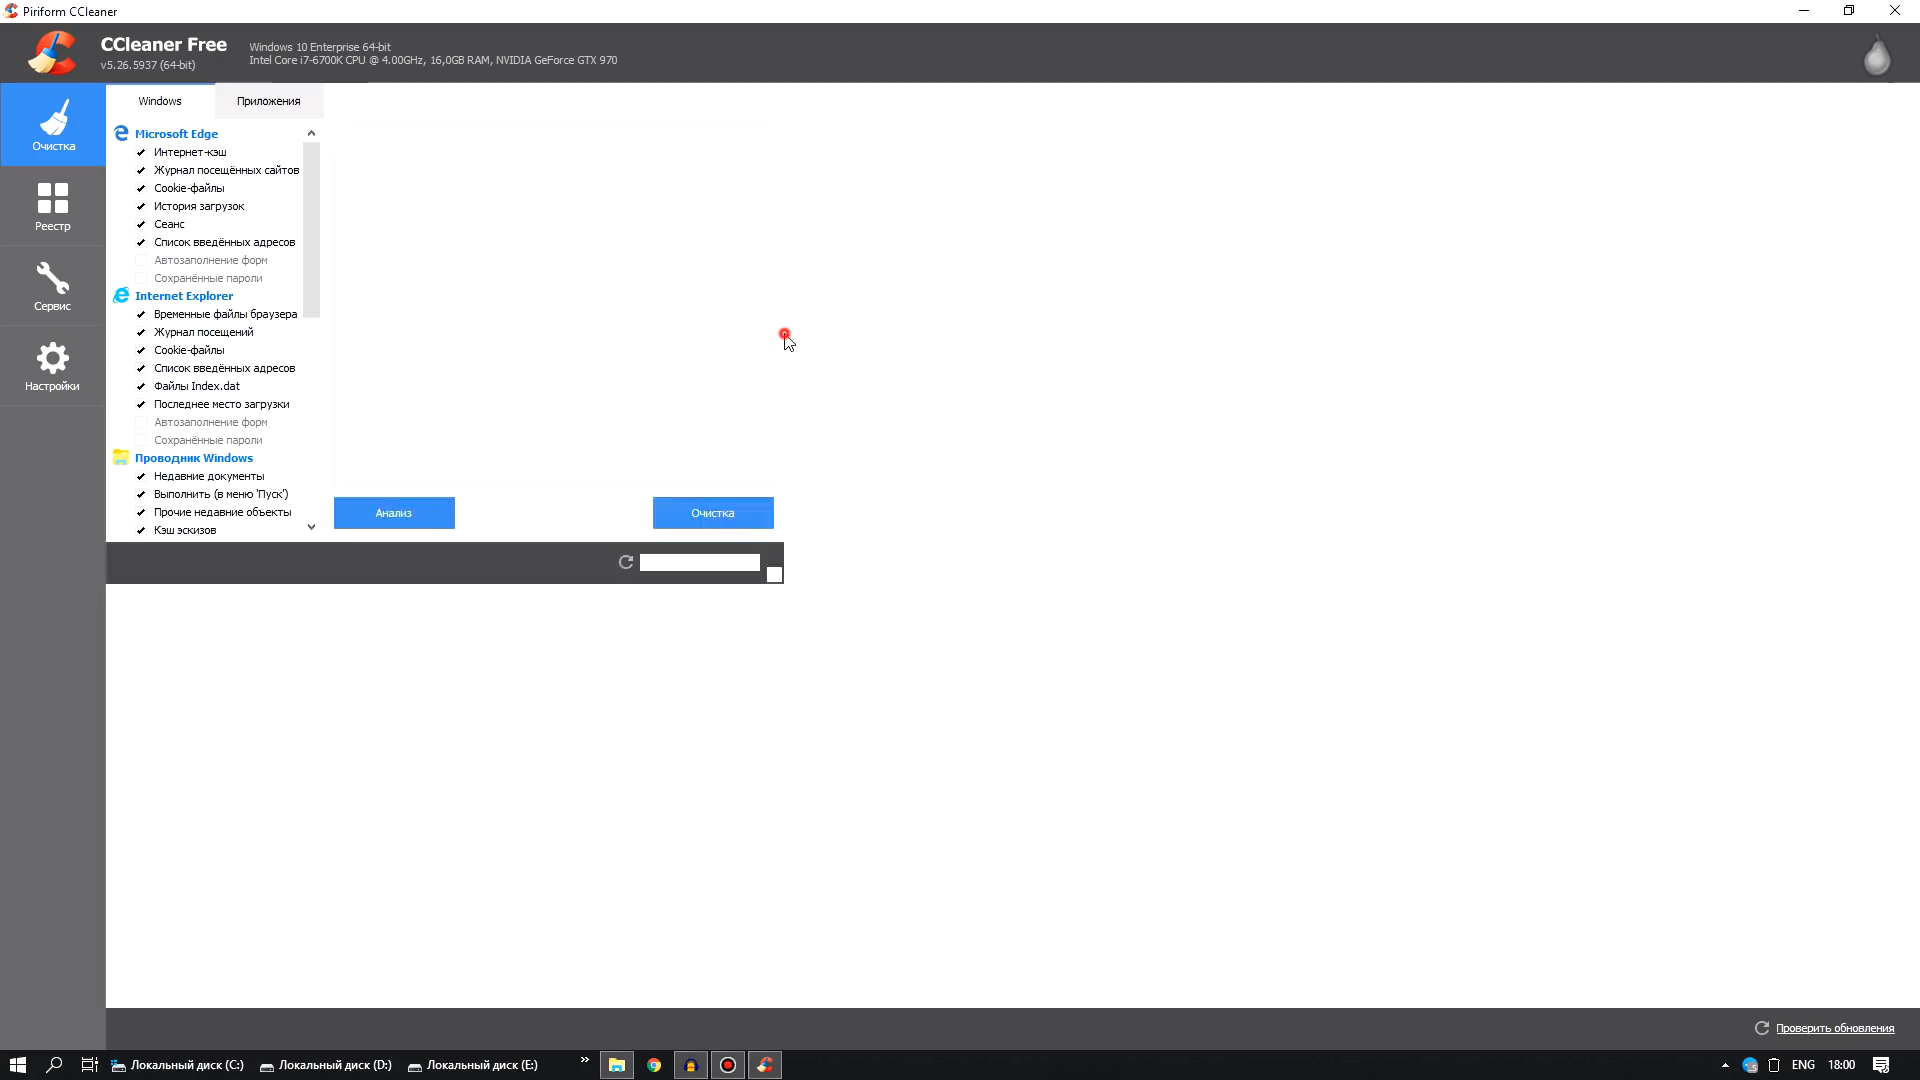 Piriform CCleaner
CCleaner Free
v5.26.5937 (64-bit)
Windows 10 Enterprise 64-bit
Intel Core i7-6700K CPU @ 4.00GHz, 16,0GB RAM, NVIDIA GeForce GTX 970
Очистка
Реестр
Сервис
Настройки
Windows
Приложения
Microsoft Edge
Интернет-кэш
Журнал посещённых сайтов
Cookie-файлы
История загрузок
Сеанс
Список введённых адресов
Автозаполнение форм
Сохранённые пароли
Internet Explorer
Временные файлы браузера
Журнал посещений
Cookie-файлы
Список введённых адресов
Файлы Index.dat
Последнее место загрузки
Автозаполнение форм
Сохранённые пароли
Проводник Windows
Недавние документы
Выполнить (в меню 'Пуск')
Прочие недавние объекты
Кэш эскизов
Анализ
Очистка
Проверить обновления
Локальный диск (C:)
Локальный диск (D:)
Локальный диск (E:)
ENG
18:00